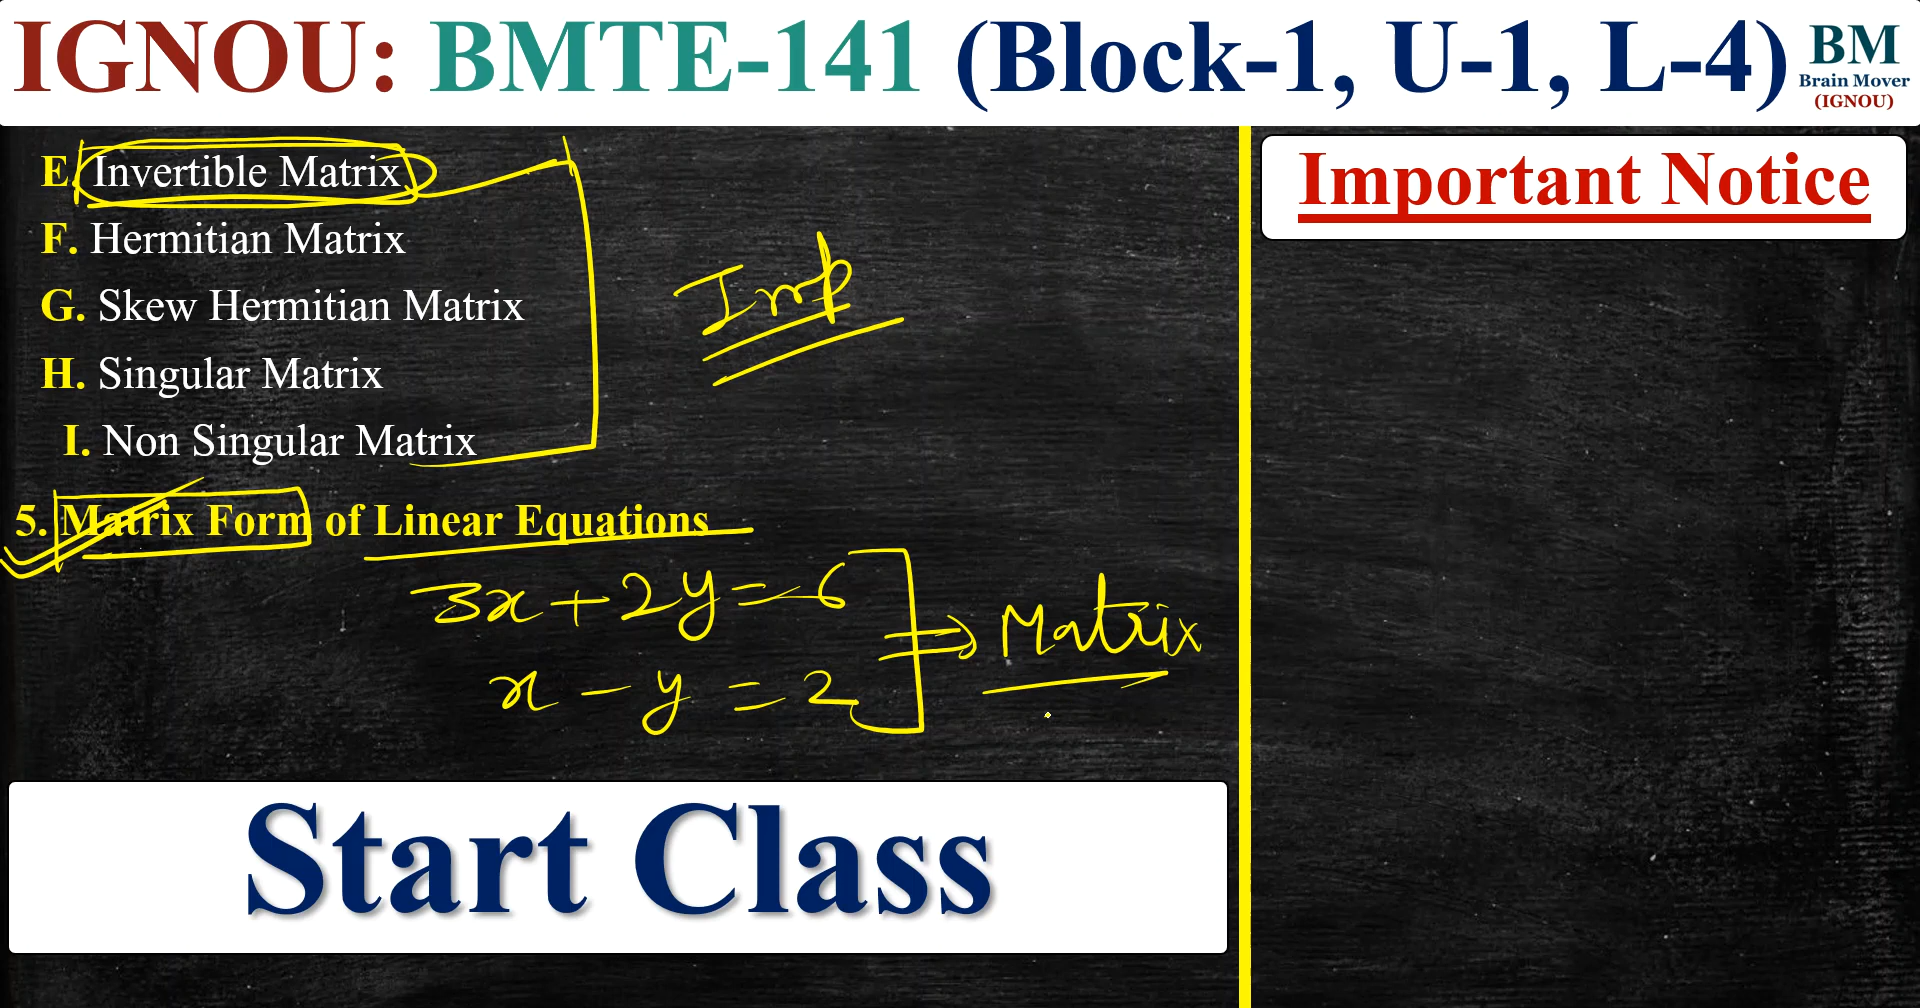 IGNOU: BMTE-141 (Block-1, U-1, L-4)
BM
Brain Mover
(IGNOU)
E. Invertible Matrix
F. Hermitian Matrix
G. Skew Hermitian Matrix
H. Singular Matrix
I. Non Singular Matrix
Imp
5. Matrix Form of Linear Equations
3x+2y=6
x-y=2
⇒ Matrix
Start Class
Important Notice